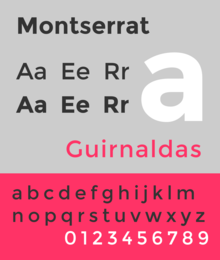 Montserrat
Aa Ee Rr
Aa Ee Rr
a
Guirnaldas
abcdefghijklm
nopqrstuvwxyz
0123456789